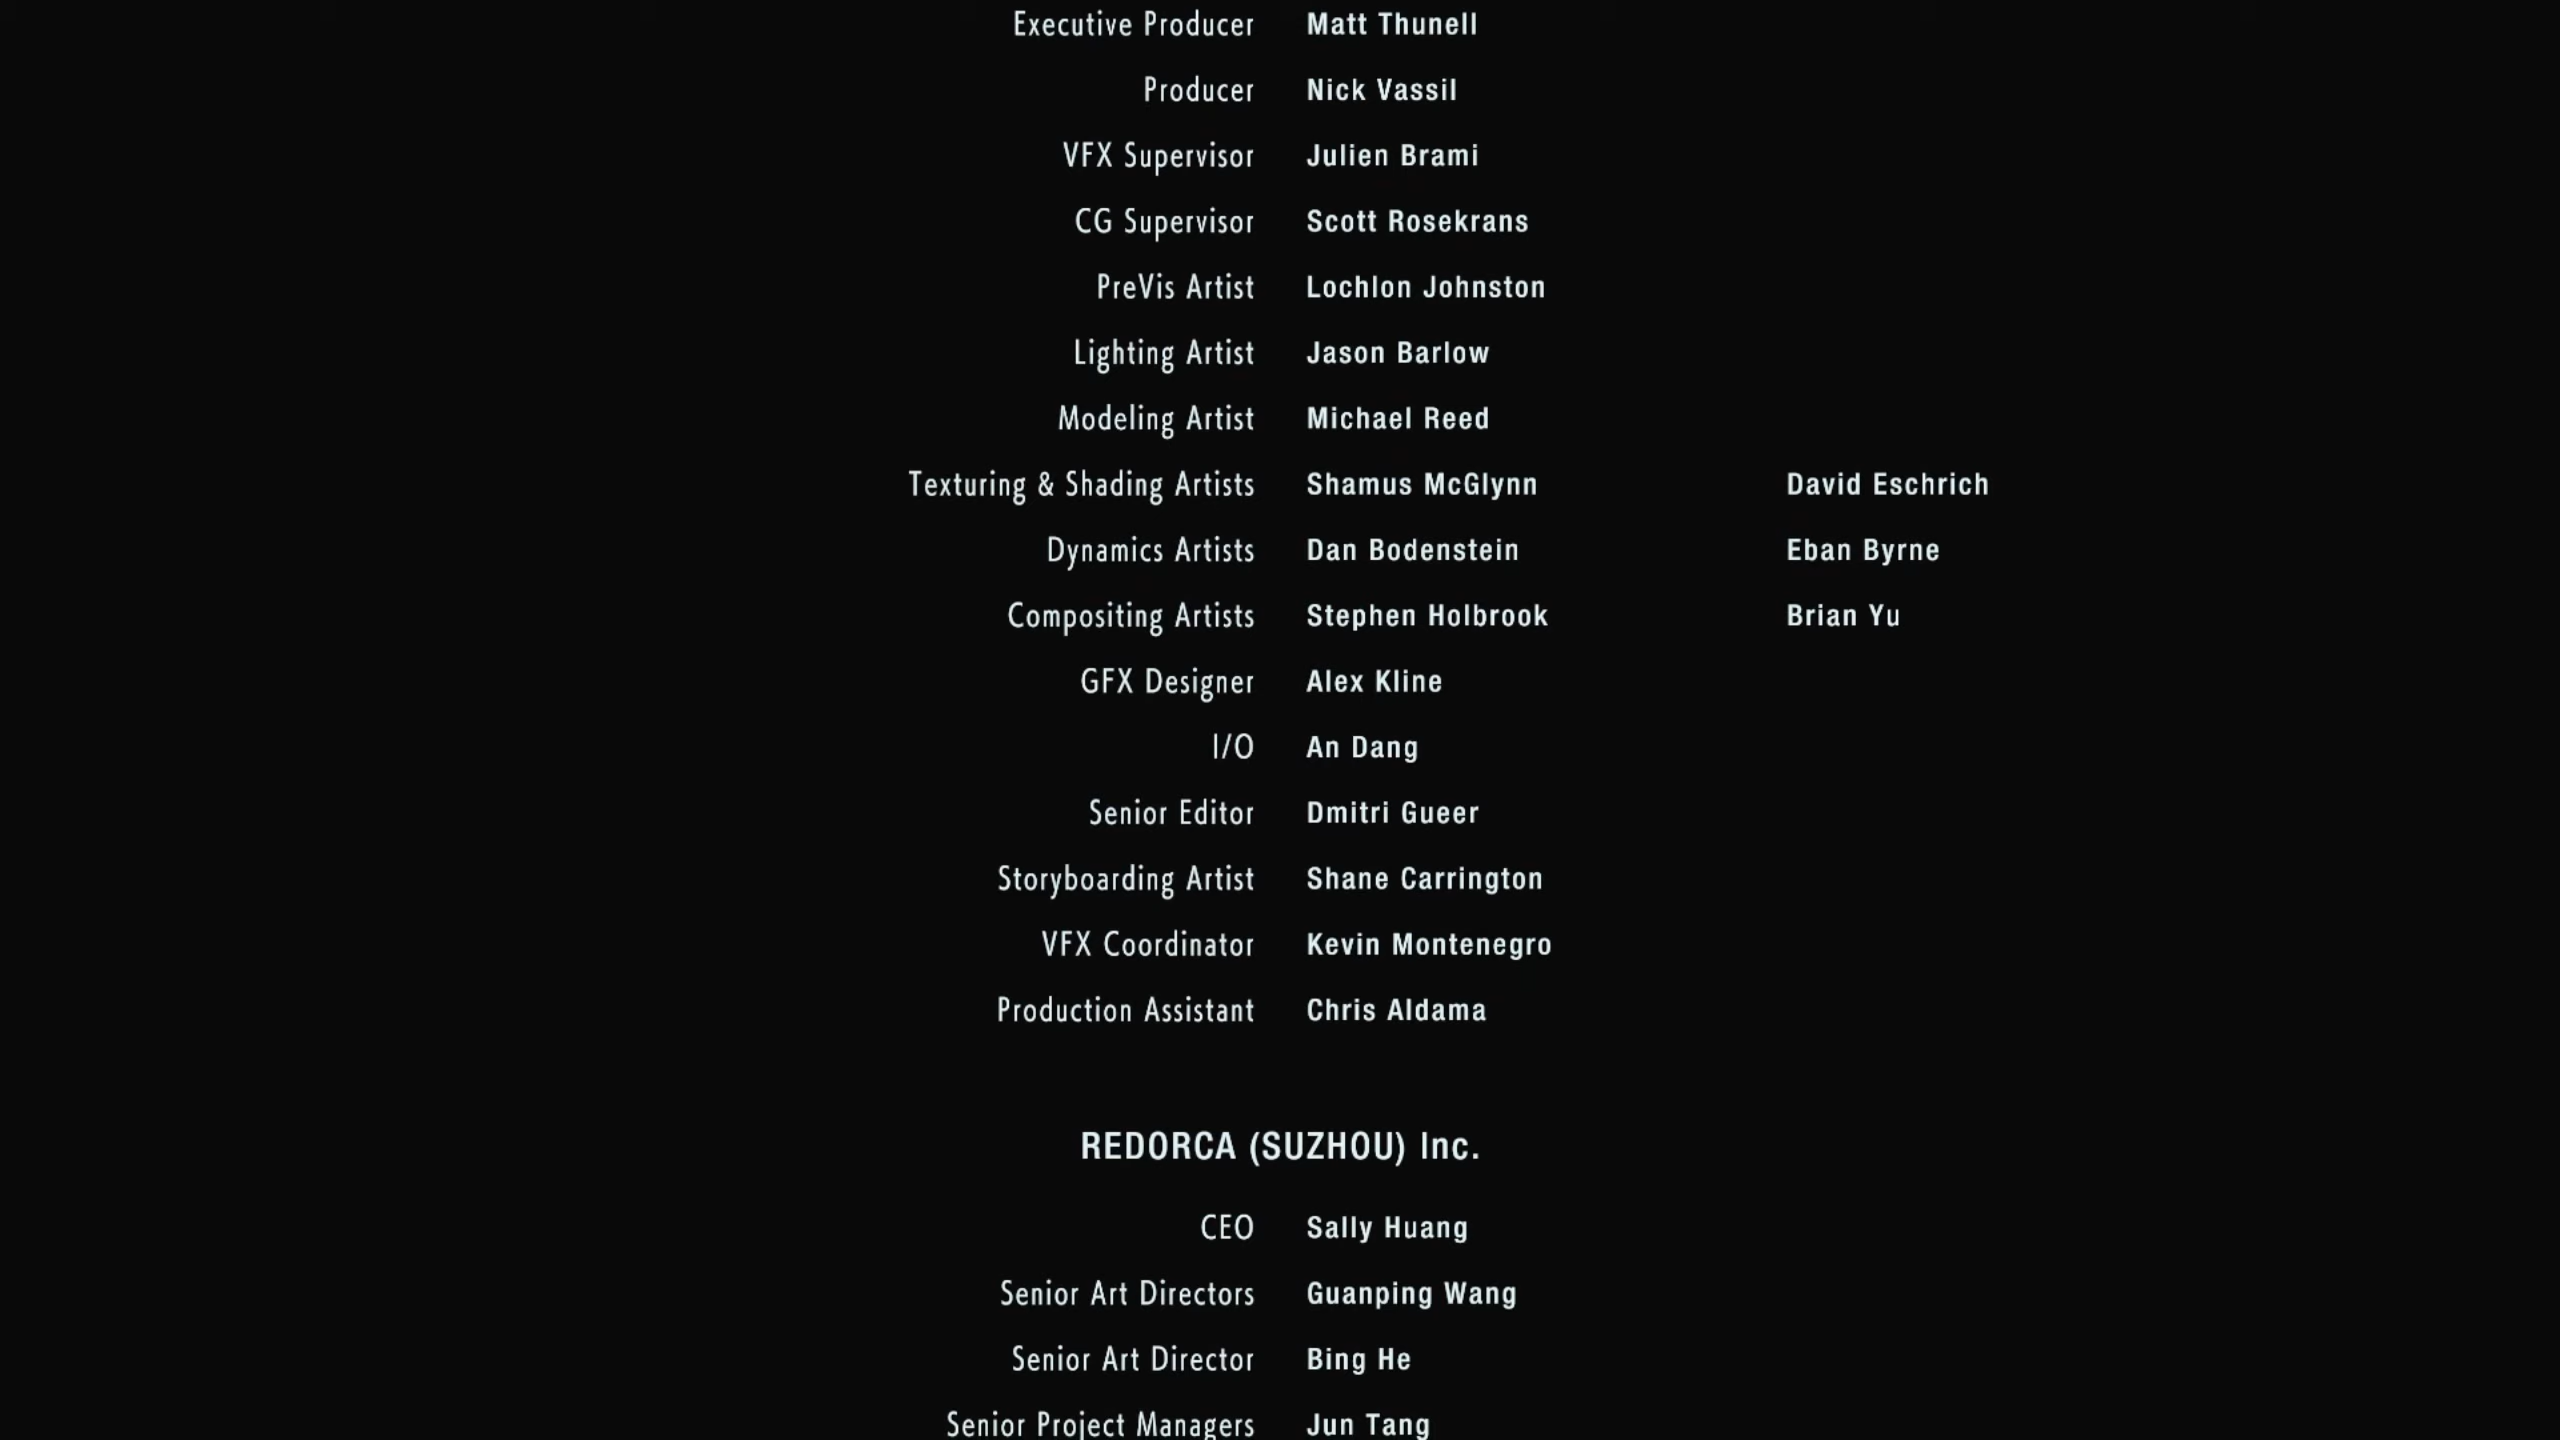 Executive Producer Matt Thunell
Producer Nick Vassil
VFX Supervisor Julien Brami
CG Supervisor Scott Rosekrans
PreVis Artist Lochlon Johnston
Lighting Artist Jason Barlow
Modeling Artist Michael Reed
Texturing & Shading Artists Shamus McGlynn David Eschrich
Dynamics Artists Dan Bodenstein Eban Byrne
Compositing Artists Stephen Holbrook Brian Yu
GFX Designer Alex Kline
I/O An Dang
Senior Editor Dmitri Gueer
Storyboarding Artist Shane Carrington
VFX Coordinator Kevin Montenegro
Production Assistant Chris Aldama
REDORCA (SUZHOU) Inc.
CEO Sally Huang
Senior Art Directors Guanping Wang
Senior Art Director Bing He
Senior Project Managers Jun Tang